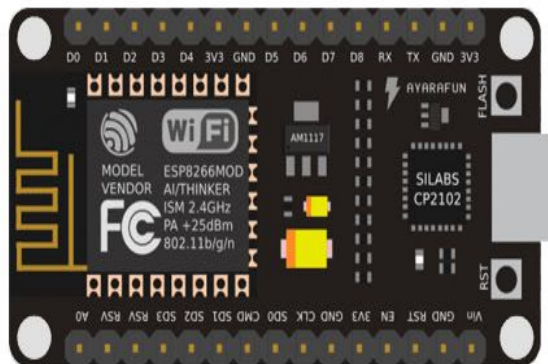 D0 D1 D2 D3 D4 3V3 GND D5 D6 D7 D8 RX TX GND 3V3
AYARAFUN
FLASH
Wi Fi
MODEL
VENDOR
FC
ESP8266MOD
AI/THINKER
ISM 2.4GHz
PA +25dBm
802.11b/g/n
AM1117
SILABS
CP2102
RST
A0 RSV RSV SD3 SD2 SD1 CMD SD0 CLK GND 3V3 EN RST GND Vin